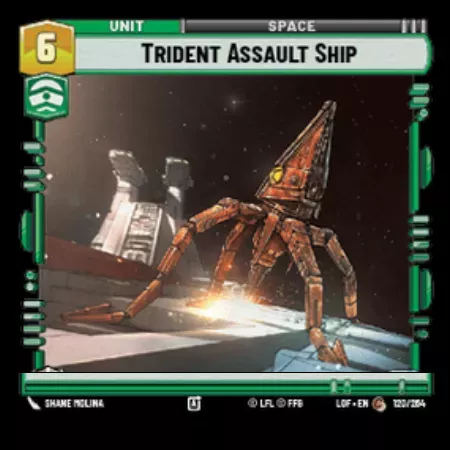 UNIT SPACE
6 TRIDENT ASSAULT SHIP
SHANE MOLINA A © LFL © FFG LOF • EN 120/264